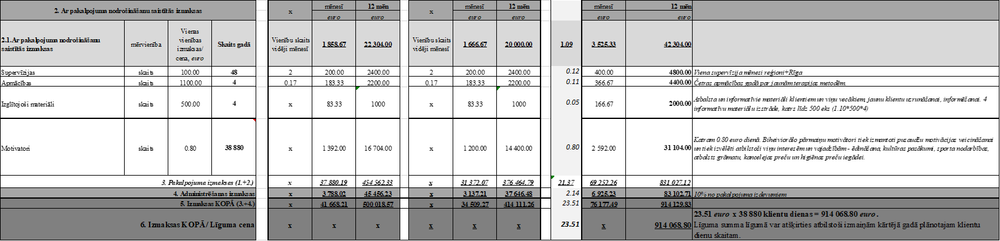 2. Ar pakalpojuma nodrošināšanu saistītās izmaksas x mēnesī 12 mēn x mēnesī 12 mēn mēnesī 12 mēn
euro euro euro euro euro euro
2.1.Ar pakalpojuma nodrošināšanu saistītās izmaksas mērvienība Vienas vienības izmaksas/ cena, euro Skaits gadā Vienību skaits vidēji mēnesī 1 858.67 22 304.00 Vienību skaits vidēji mēnesī 1 666.67 20 000.00 1.09 3 525.33 42 304.00
Supervīzijas skaits 100.00 48 2 200.00 2400.00 2 200.00 2400.00 0.12 400.00 4800.00 Viena supervīzija mēnesī reģioni+Rīga
Apmācības skaits 1100.00 4 0.17 183.33 2200.00 0.17 183.33 2200.00 0.11 366.67 4400.00 Četras apmācības gadā par jaunām terapijas metodēm.
Izglītojoši materiāli skaits 500.00 4 x 83.33 1000 x 83.33 1000 0.05 166.67 2000.00 Atbalsta un informatīvie materiāli klientiem un viņu vecākiem, jaunu klientu uzrunāšanai, informēšanai. 4
informatīvu materiālu izstrāde, katrs līdz 500 eks (1.10*500*4)
Motivatori skaits 0.80 38 880 x 1 392.00 16 704.00 x 1 200.00 14 400.00 0.80 2 592.00 31 104.00 Katram 0.80 euro dienā. Biheiviorālo pārmaiņu motivātori tiek izmantoti pusaudžu motivācijas veicināšanai
un tiek izvēlēti atbilstoši viņu interesēm un vajadzībām - ēdināšana, kultūras pasākumi, sporta nodarbības,
atbalsts grāmatu, kancelejas preču un higiēnas preču iegādei.
3. Pakalpojuma izmaksas (1.+2.) x 37 880.19 454 562.33 x 31 372.07 376 464.79 21.37 69 252.26 831 027.12
4. Administrēšanas izmaksas x 3 788.02 45 456.23 x 3 137.21 37 646.48 2.14 6 925.23 83 102.71 10% no pakalpojuma izdevumiem
5. Izmaksas KOPĀ (3.+4.) x 41 668.21 500 018.57 x 34 509.27 414 111.26 23.51 76 177.49 914 129.83
6. Izmaksas KOPĀ/ Līguma cena x x x x x x 23.51 x 914 068.80 23.51 euro x 38 880 klientu dienas = 914 068.80 euro.
Līguma summa līgumā var atšķirties atbilstoši izmaiņām kārtējā gadā plānotajam klientu
dienu skaitam.